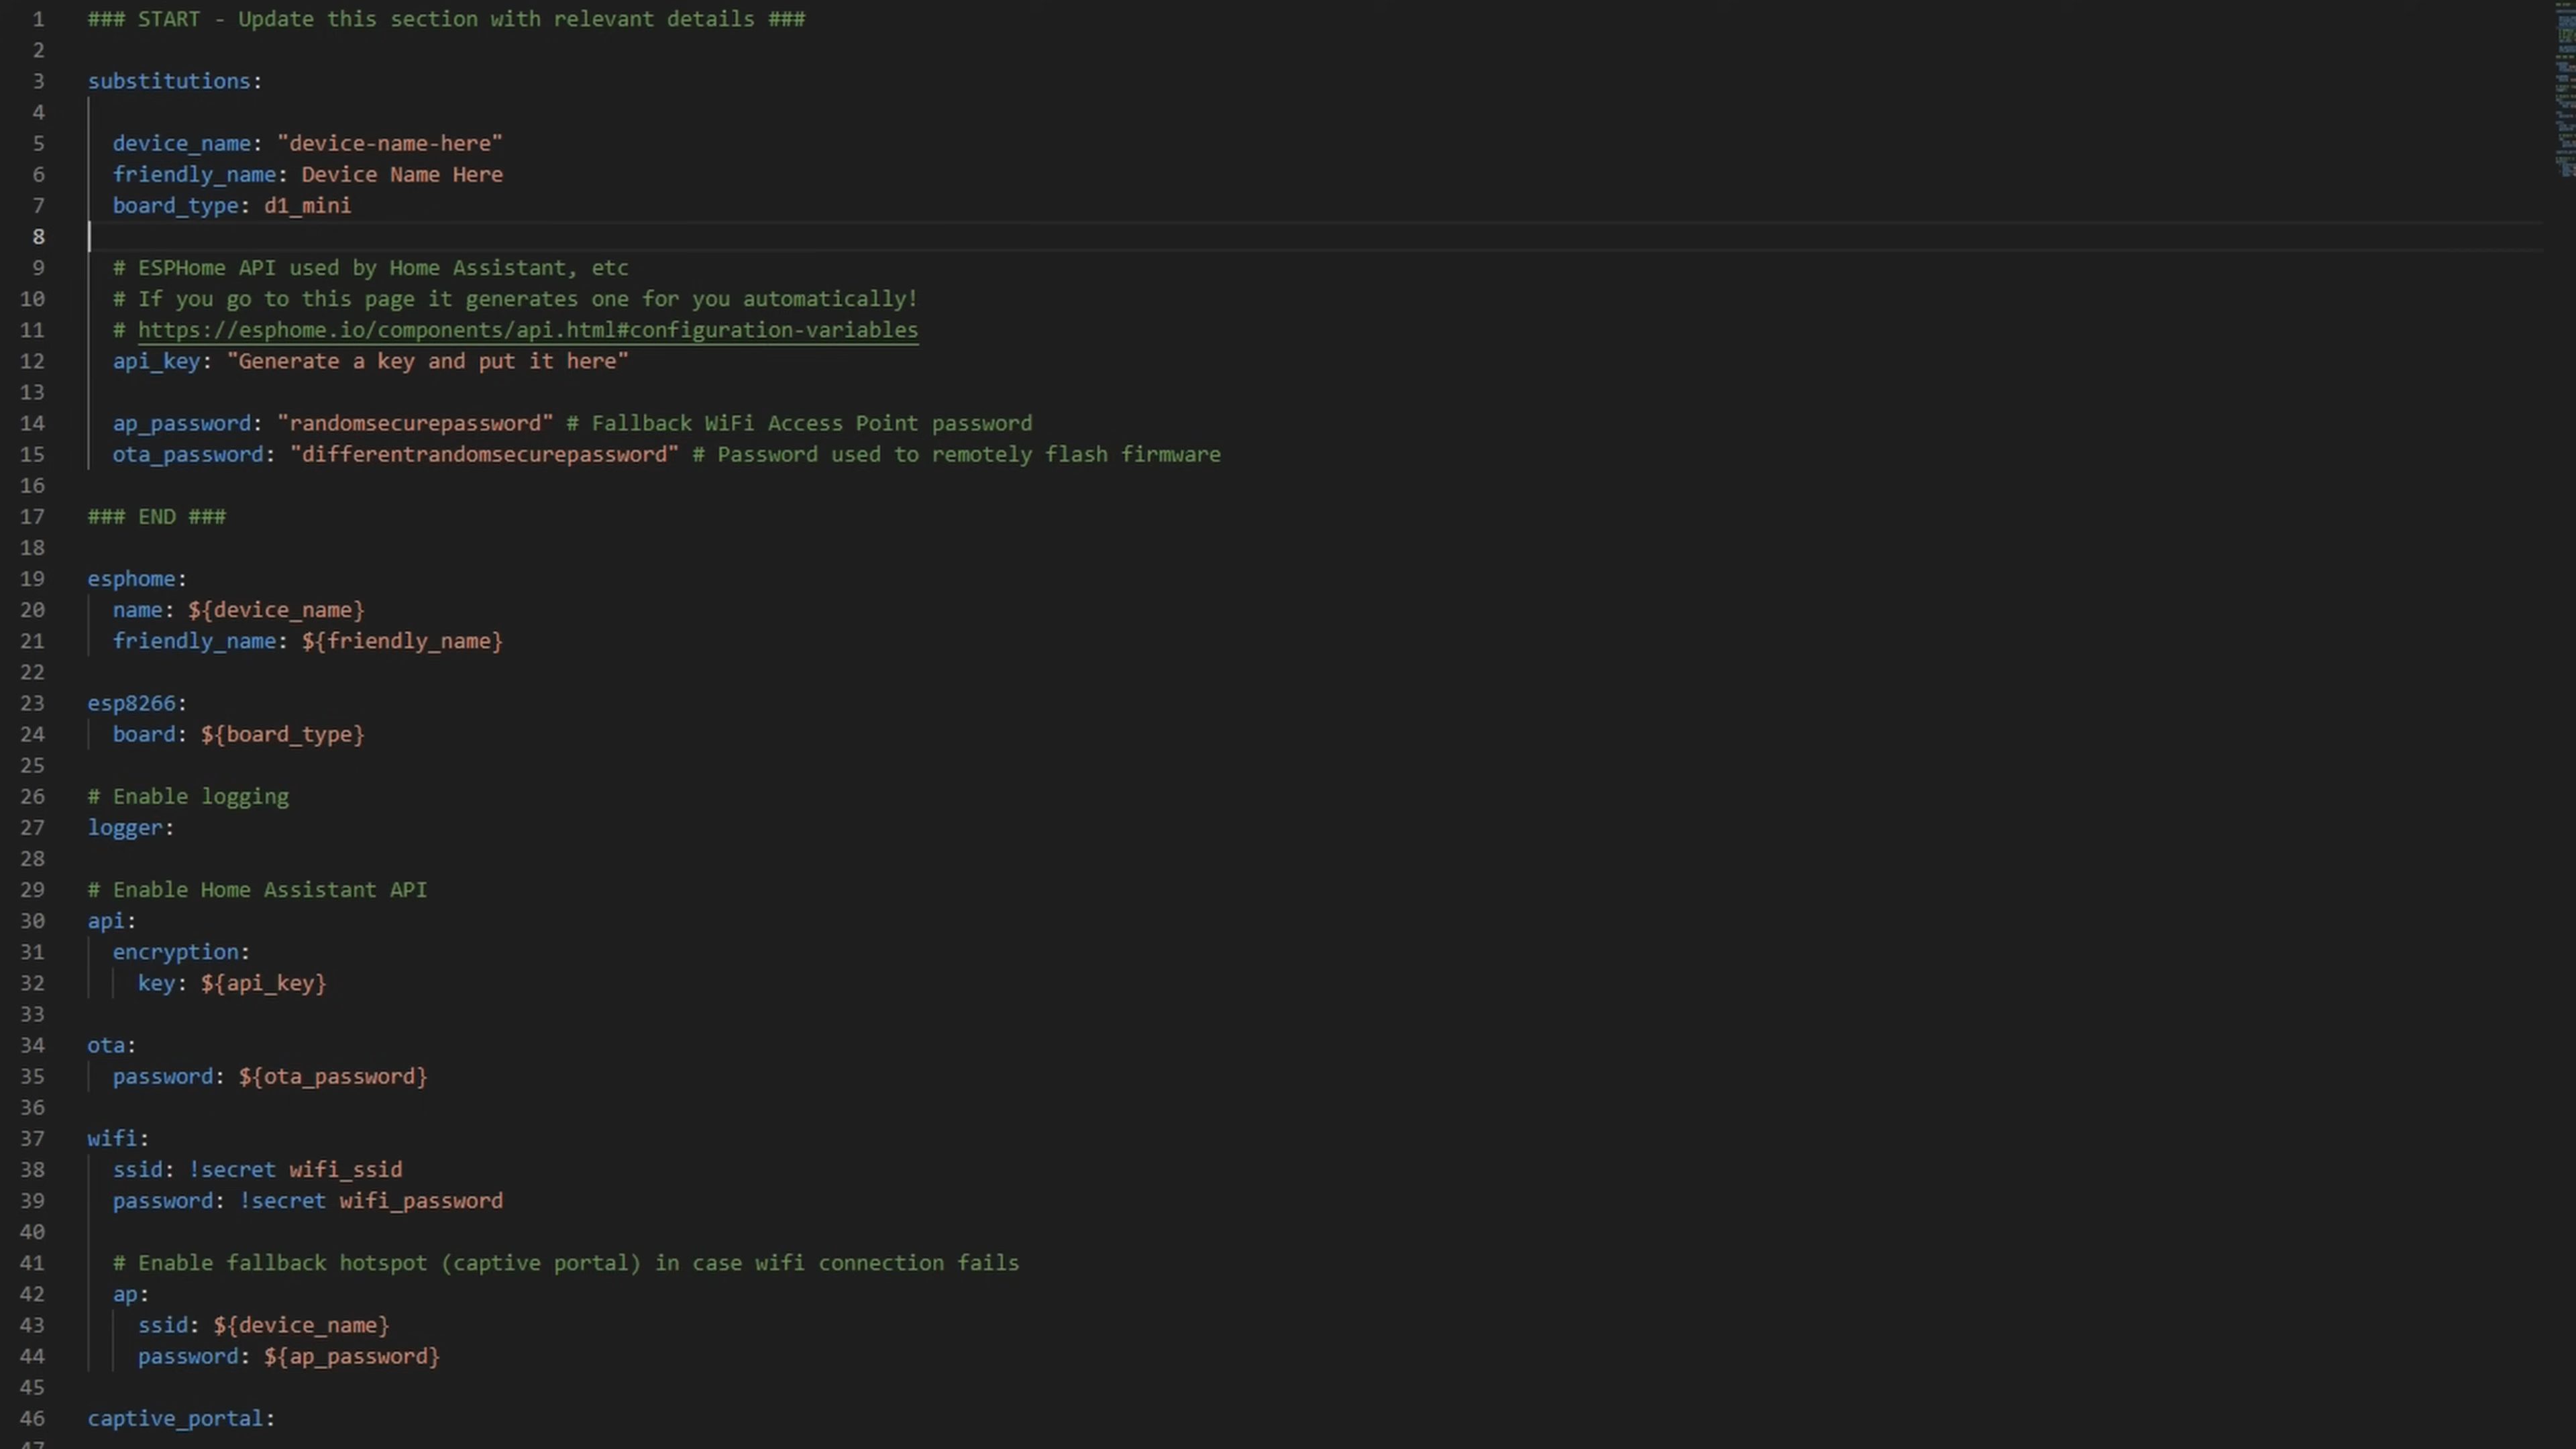 1 ### START - Update this section with relevant details ###
2
3 substitutions:
4
5 device_name: "device-name-here"
6 friendly_name: Device Name Here
7 board_type: d1_mini
8
9 # ESPHome API used by Home Assistant, etc
10 # If you go to this page it generates one for you automatically!
11 # https://esphome.io/components/api.html#configuration-variables
12 api_key: "Generate a key and put it here"
13
14 ap_password: "randomsecurepassword" # Fallback WiFi Access Point password
15 ota_password: "differentrandomsecurepassword" # Password used to remotely flash firmware
16
17 ### END ###
18
19 esphome:
20 name: ${device_name}
21 friendly_name: ${friendly_name}
22
23 esp8266:
24 board: ${board_type}
25
26 # Enable logging
27 logger:
28
29 # Enable Home Assistant API
30 api:
31 encryption:
32 key: ${api_key}
33
34 ota:
35 password: ${ota_password}
36
37 wifi:
38 ssid: !secret wifi_ssid
39 password: !secret wifi_password
40
41 # Enable fallback hotspot (captive portal) in case wifi connection fails
42 ap:
43 ssid: ${device_name}
44 password: ${ap_password}
45
46 captive_portal:
47